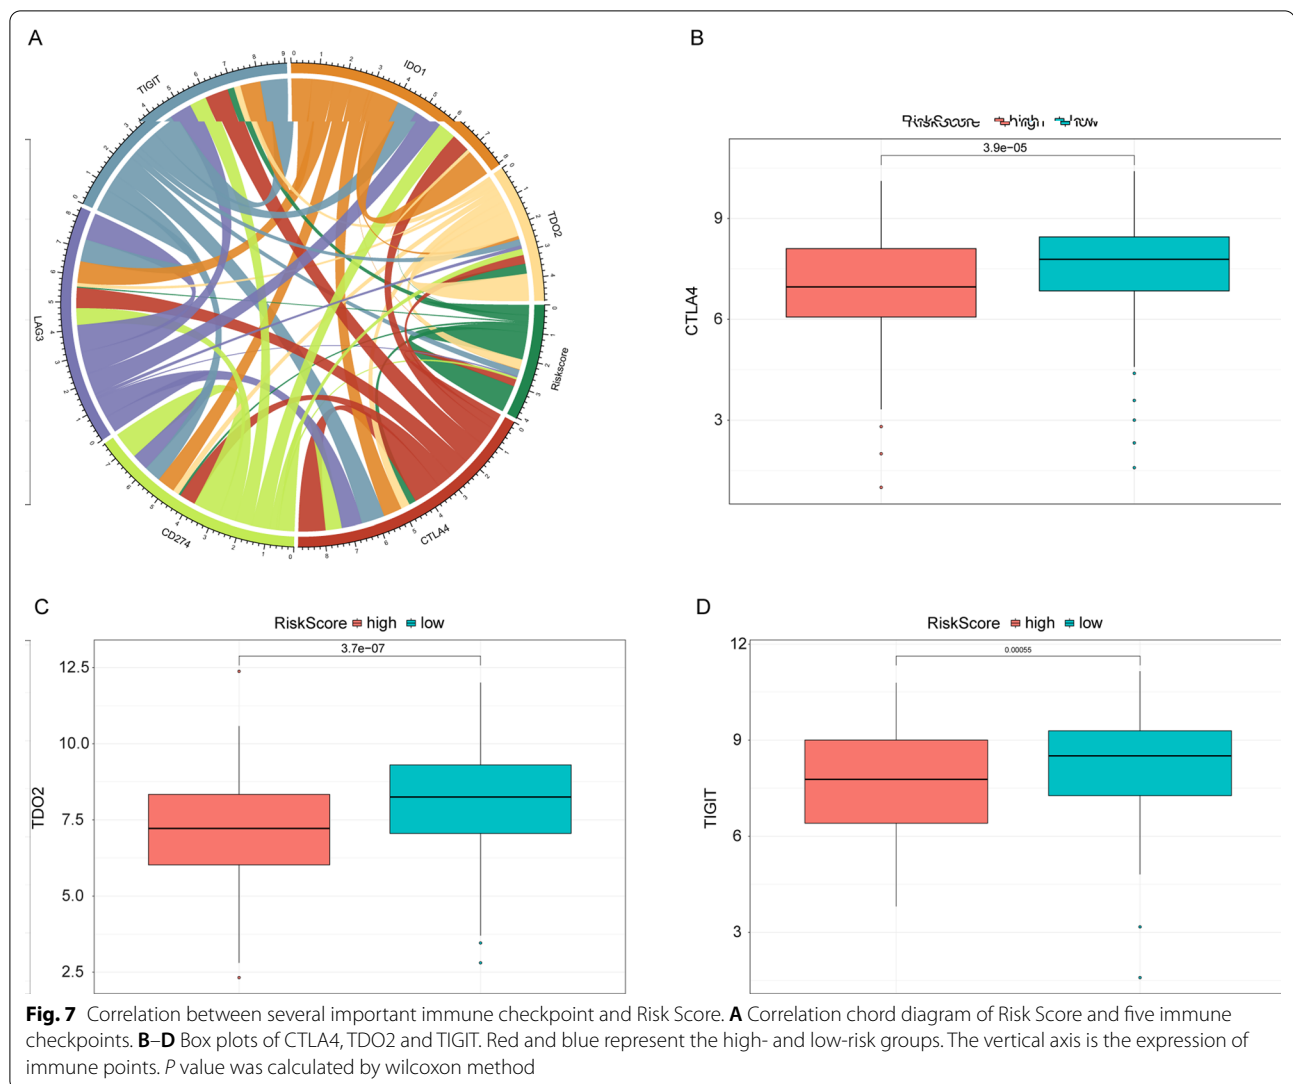 A
B
TIGIT
IDO1
TDO2
Riskscore
CTLA4
CD274
LAG3
RiskScore high low
3.9e−05
9
6
3
CTLA4
C
D
RiskScore high low
3.7e−07
12.5
10.0
7.5
5.0
2.5
TDO2
RiskScore high low
0.00055
12
9
6
3
TIGIT
Fig. 7 Correlation between several important immune checkpoint and Risk Score. A Correlation chord diagram of Risk Score and five immune
checkpoints. B–D Box plots of CTLA4, TDO2 and TIGIT. Red and blue represent the high- and low-risk groups. The vertical axis is the expression of
immune points. P value was calculated by wilcoxon method